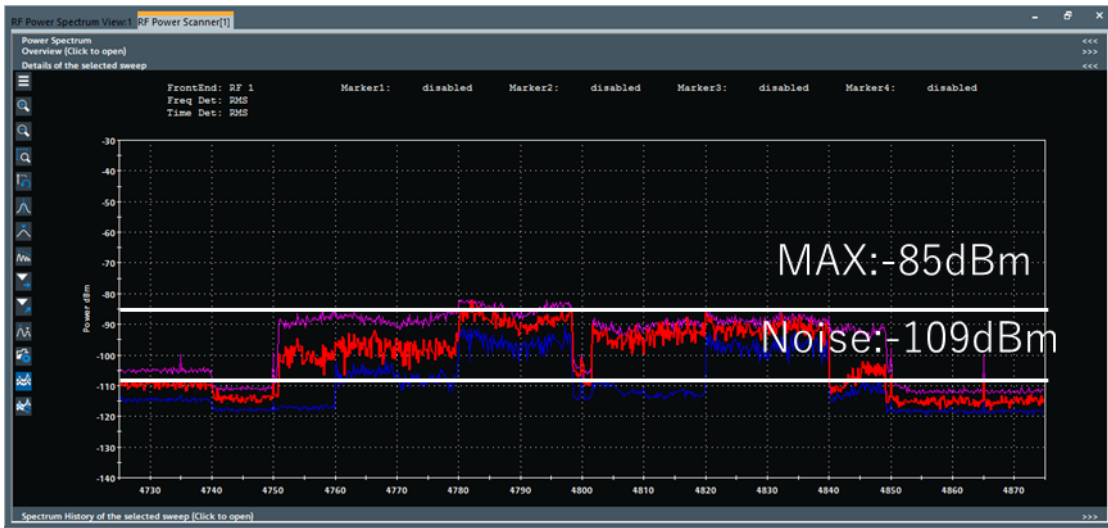 RF Power Spectrum View:1 RF Power Scanner[1]
Power Spectrum <<<
Overview (Click to open) >>>
Details of the selected sweep <<<
FrontEnd: RF 1 Marker1: disabled Marker2: disabled Marker3: disabled Marker4: disabled
Freq Det: RMS
Time Det: RMS
-30
-40
-50
-60
MAX:-85dBm
-70
-80
Power dBm
-90
Noise:-109dBm
-100
-110
-120
-130
-140
4730 4740 4750 4760 4770 4780 4790 4800 4810 4820 4830 4840 4850 4860 4870
Spectrum History of the selected sweep (Click to open) >>>